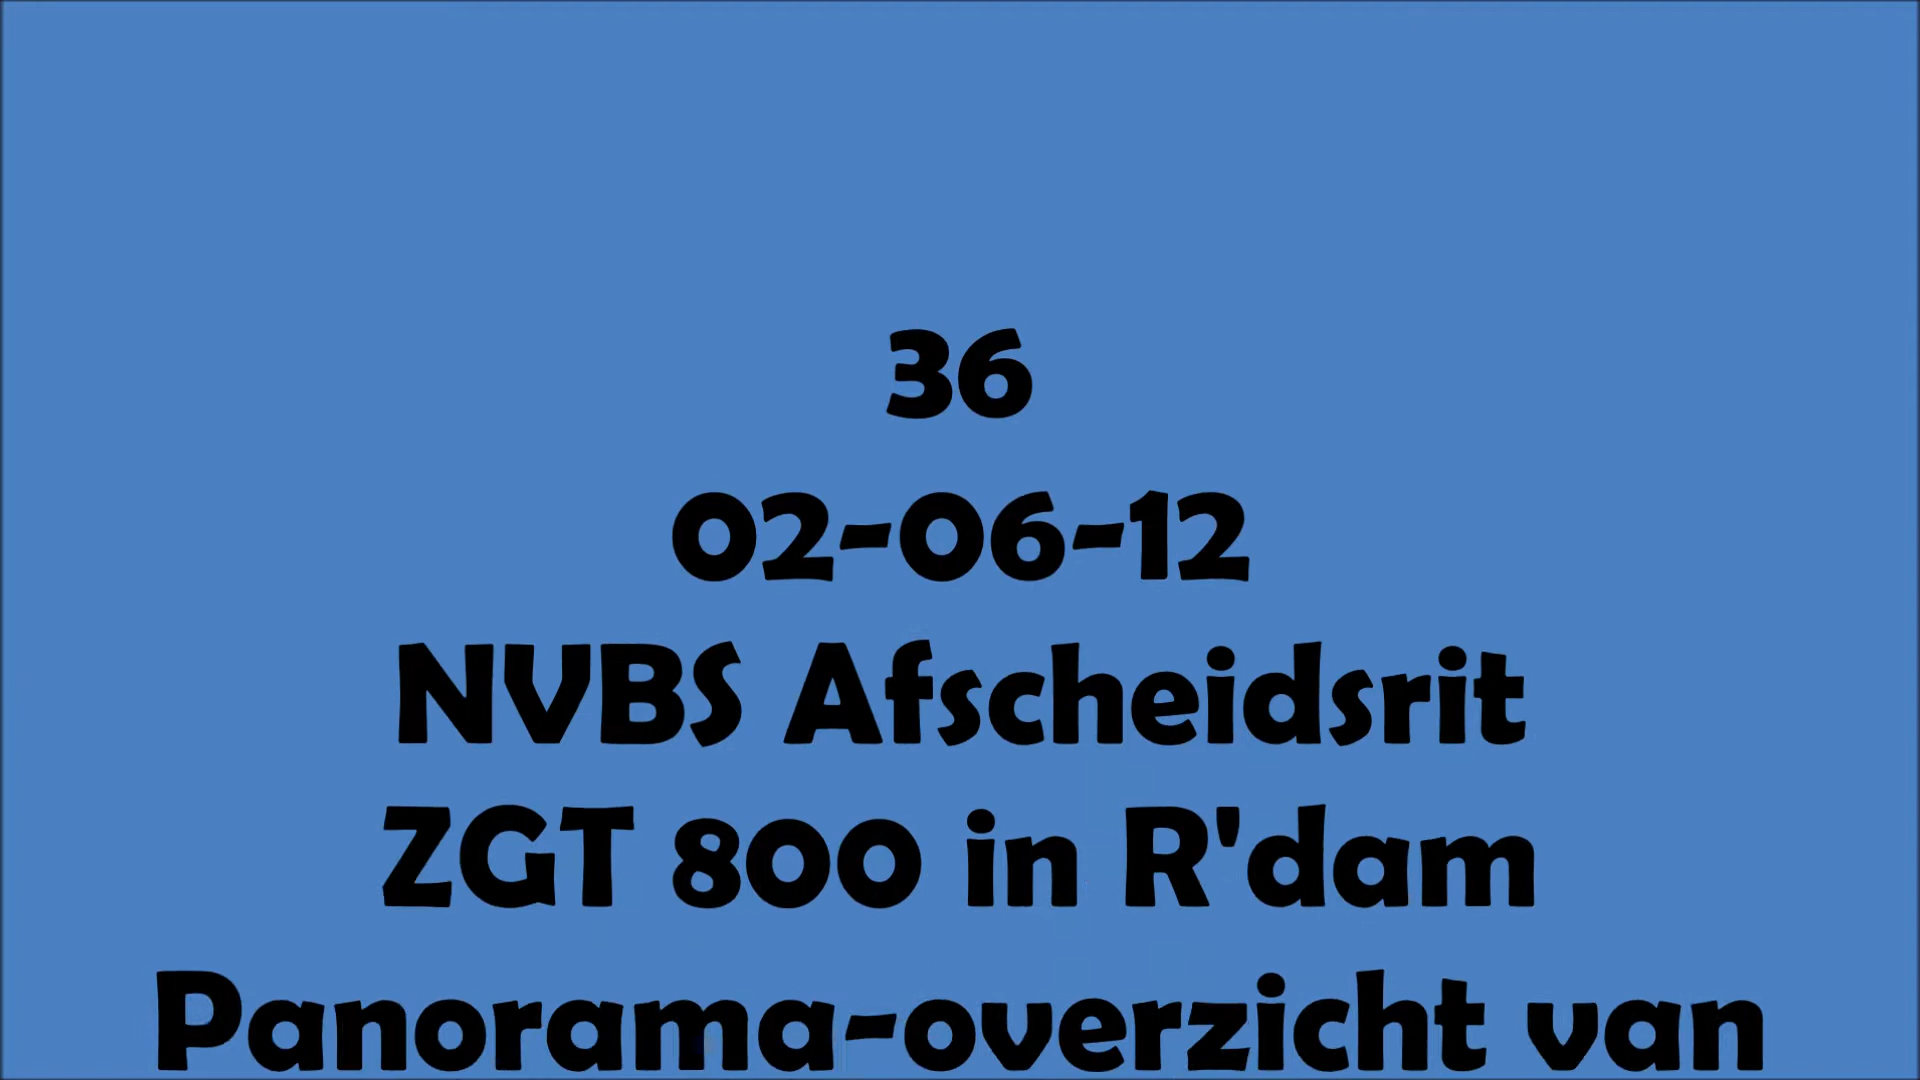 36
02-06-12
NVBS Afscheidsrit
ZGT 800 in R'dam
Panorama-overzicht van